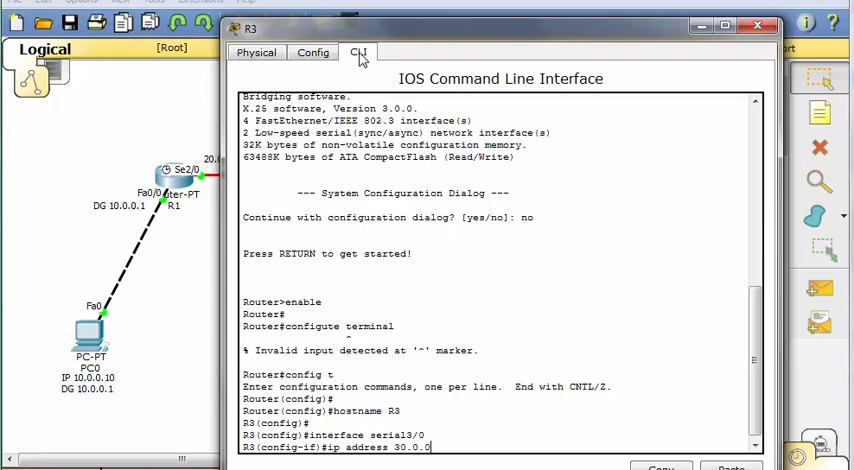 R3
Logical
[Root]
Physical
Config
CLI
IOS Command Line Interface
Bridging software.
X.25 software, Version 3.0.0.
4 FastEthernet/IEEE 802.3 interface(s)
2 Low-speed serial(sync/async) network interface(s)
32K bytes of non-volatile configuration memory.
63488K bytes of ATA CompactFlash (Read/Write)
--- System Configuration Dialog ---
Continue with configuration dialog? [yes/no]: no
Press RETURN to get started!
Router>enable
Router#
Router#configute terminal
^
% Invalid input detected at '^' marker.
Router#config t
Enter configuration commands, one per line. End with CNTL/Z.
Router(config)#
Router(config)#hostname R3
R3(config)#
R3(config)#interface serial3/0
R3(config-if)#ip address 30.0.0
Copy
Paste
20.
Se2/0
Fa0/0
uter-PT
R1
DG 10.0.0.1
Fa0
PC-PT
PC0
IP 10.0.0.10
DG 10.0.0.1